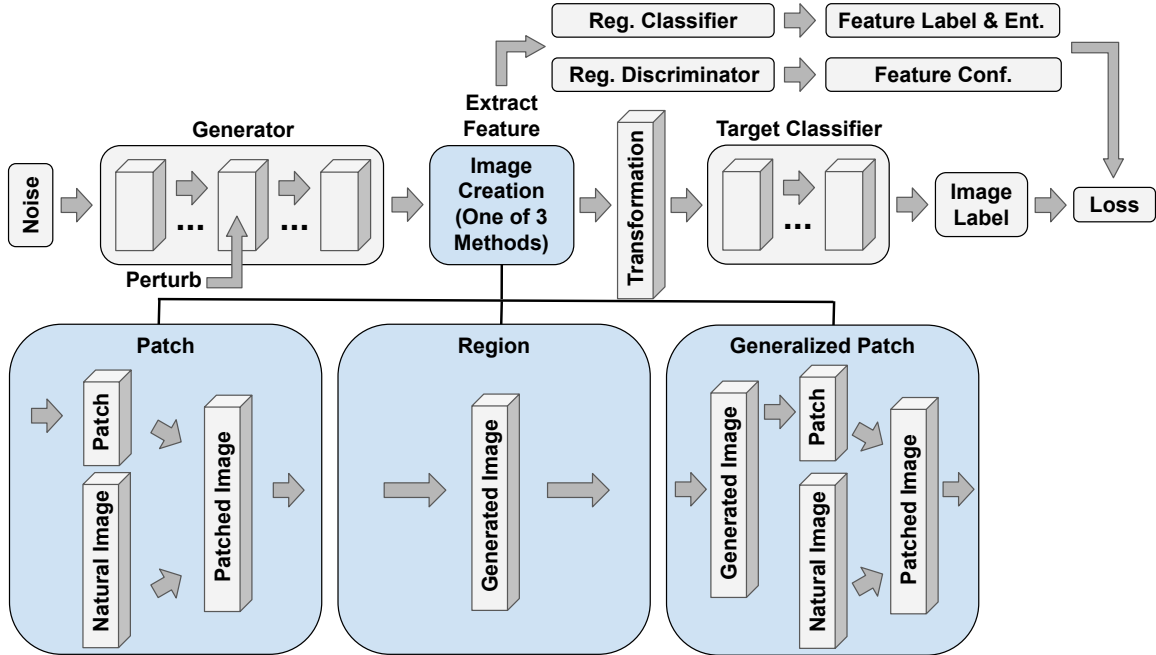 Reg. Classifier
Feature Label & Ent.
Reg. Discriminator
Feature Conf.
Extract
Feature
Generator
Target Classifier
Noise
...
...
Perturb
Image
Creation
(One of 3
Methods)
Transformation
...
Image
Label
Loss
Patch
Patch
Natural Image
Patched Image
Region
Generated Image
Generalized Patch
Generated Image
Patch
Natural Image
Patched Image